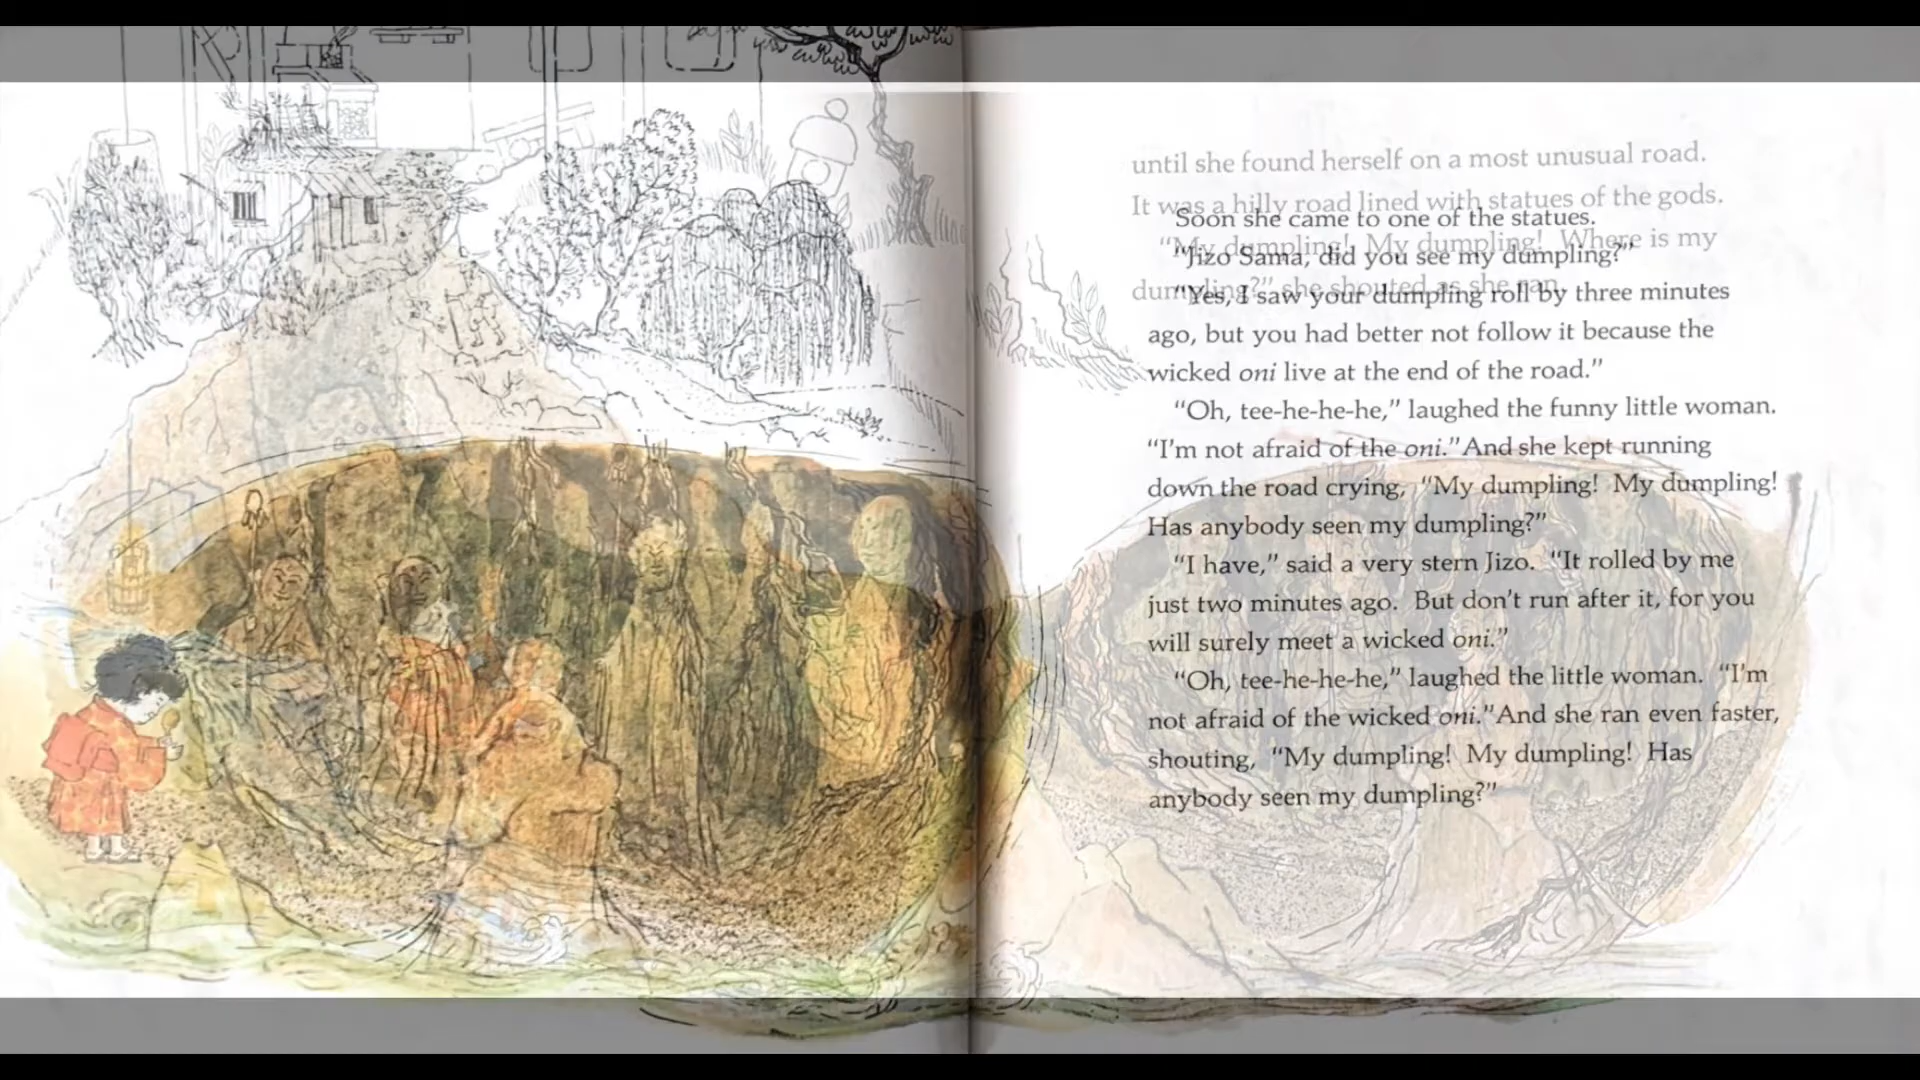 until she found herself on a most unusual road.
It was a hilly road lined with statues of the gods.
"My dumpling! My dumpling! Where is my
dumpling?" she shouted as she ran.
Soon she came to one of the statues.
"Jizo Sama, did you see my dumpling?"
"Yes, I saw your dumpling roll by three minutes
ago, but you had better not follow it because the
wicked oni live at the end of the road."
"Oh, tee-he-he-he," laughed the funny little woman.
"I'm not afraid of the oni." And she kept running
down the road crying, "My dumpling! My dumpling!
Has anybody seen my dumpling?"
"I have," said a very stern Jizo. "It rolled by me
just two minutes ago. But don't run after it, for you
will surely meet a wicked oni."
"Oh, tee-he-he-he," laughed the little woman. "I'm
not afraid of the wicked oni." And she ran even faster,
shouting, "My dumpling! My dumpling! Has
anybody seen my dumpling?"